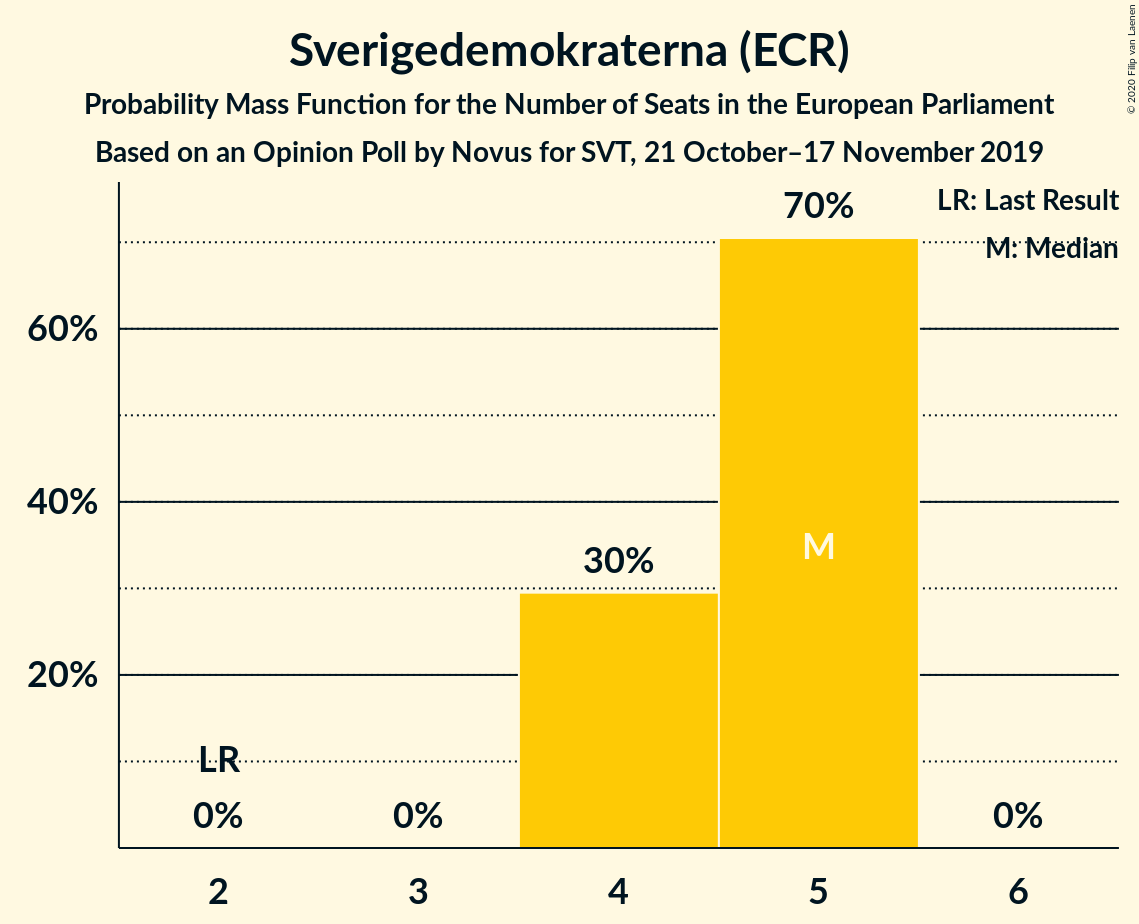 Sverigedemokraterna (ECR)
Probability Mass Function for the Number of Seats in the European Parliament
Based on an Opinion Poll by Novus for SVT, 21 October–17 November 2019
© 2020 Filip van Laenen
LR: Last Result
M: Median
70%
60%
40%
30%
20%
M
LR
0%
0%
0%
2
3
4
5
6